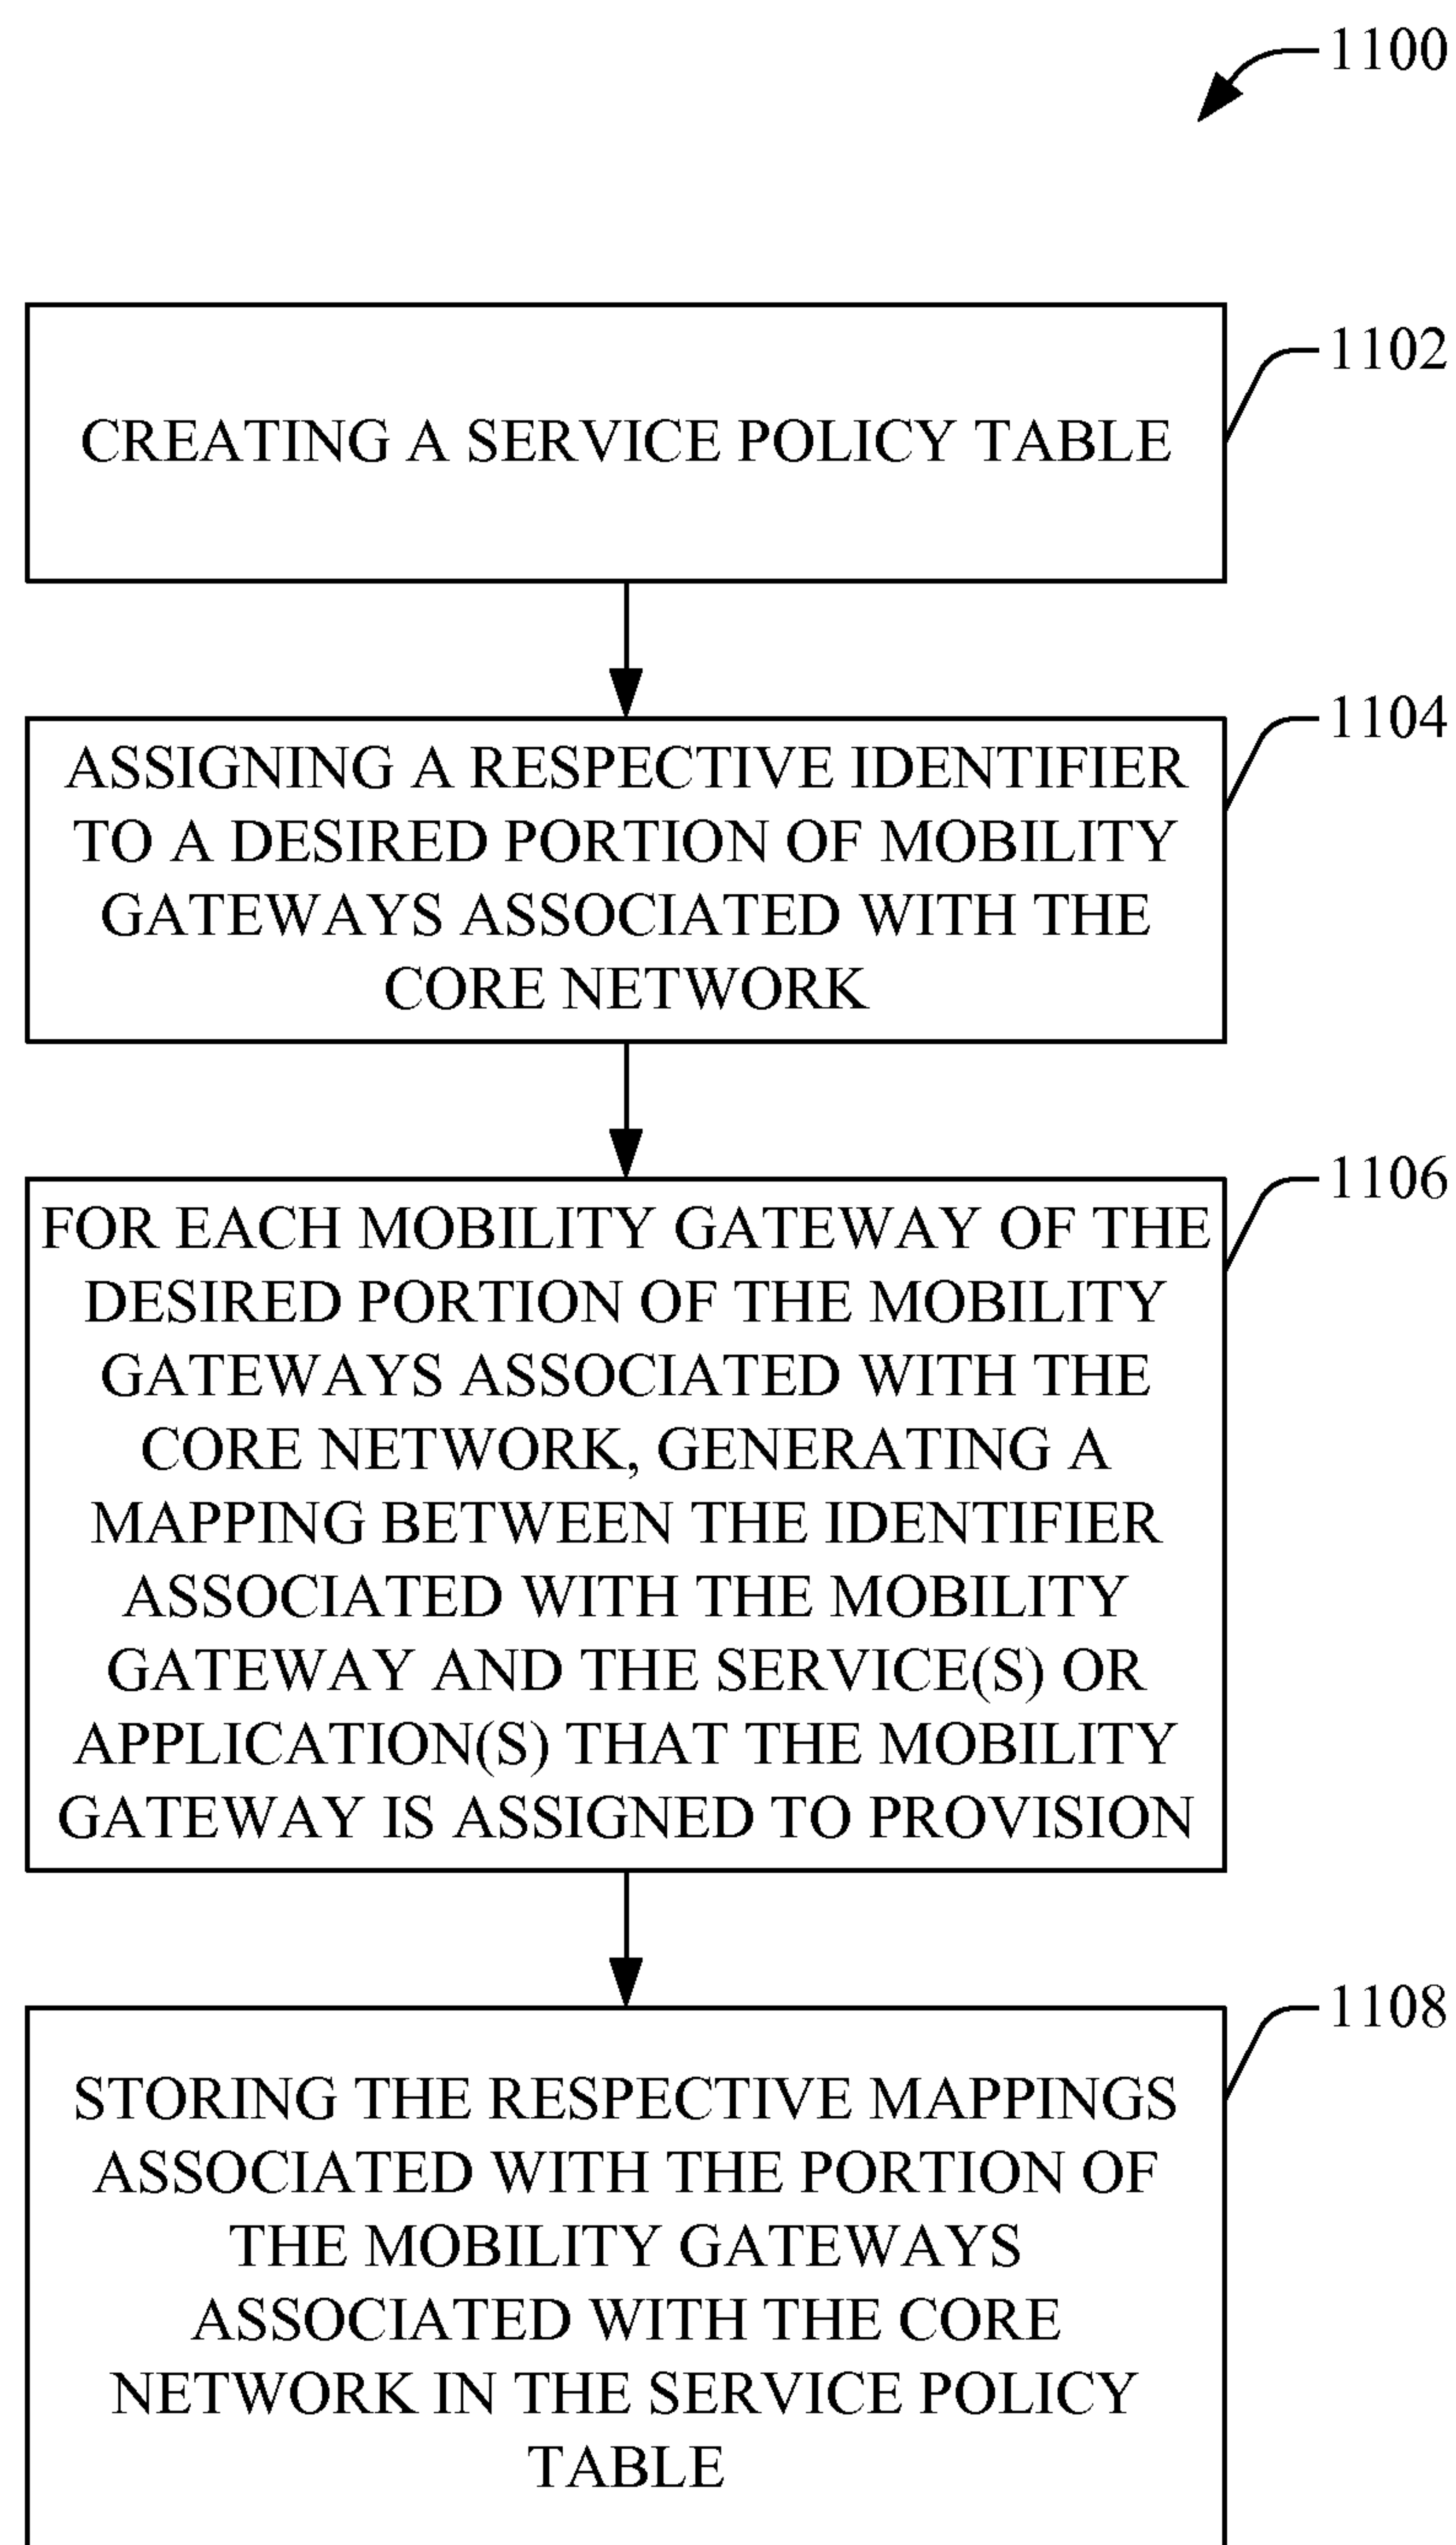 1100
CREATING A SERVICE POLICY TABLE
1102
ASSIGNING A RESPECTIVE IDENTIFIER
TO A DESIRED PORTION OF MOBILITY
GATEWAYS ASSOCIATED WITH THE
CORE NETWORK
1104
FOR EACH MOBILITY GATEWAY OF THE
DESIRED PORTION OF THE MOBILITY
GATEWAYS ASSOCIATED WITH THE
CORE NETWORK, GENERATING A
MAPPING BETWEEN THE IDENTIFIER
ASSOCIATED WITH THE MOBILITY
GATEWAY AND THE SERVICE(S) OR
APPLICATION(S) THAT THE MOBILITY
GATEWAY IS ASSIGNED TO PROVISION
1106
STORING THE RESPECTIVE MAPPINGS
ASSOCIATED WITH THE PORTION OF
THE MOBILITY GATEWAYS
ASSOCIATED WITH THE CORE
NETWORK IN THE SERVICE POLICY
TABLE
1108